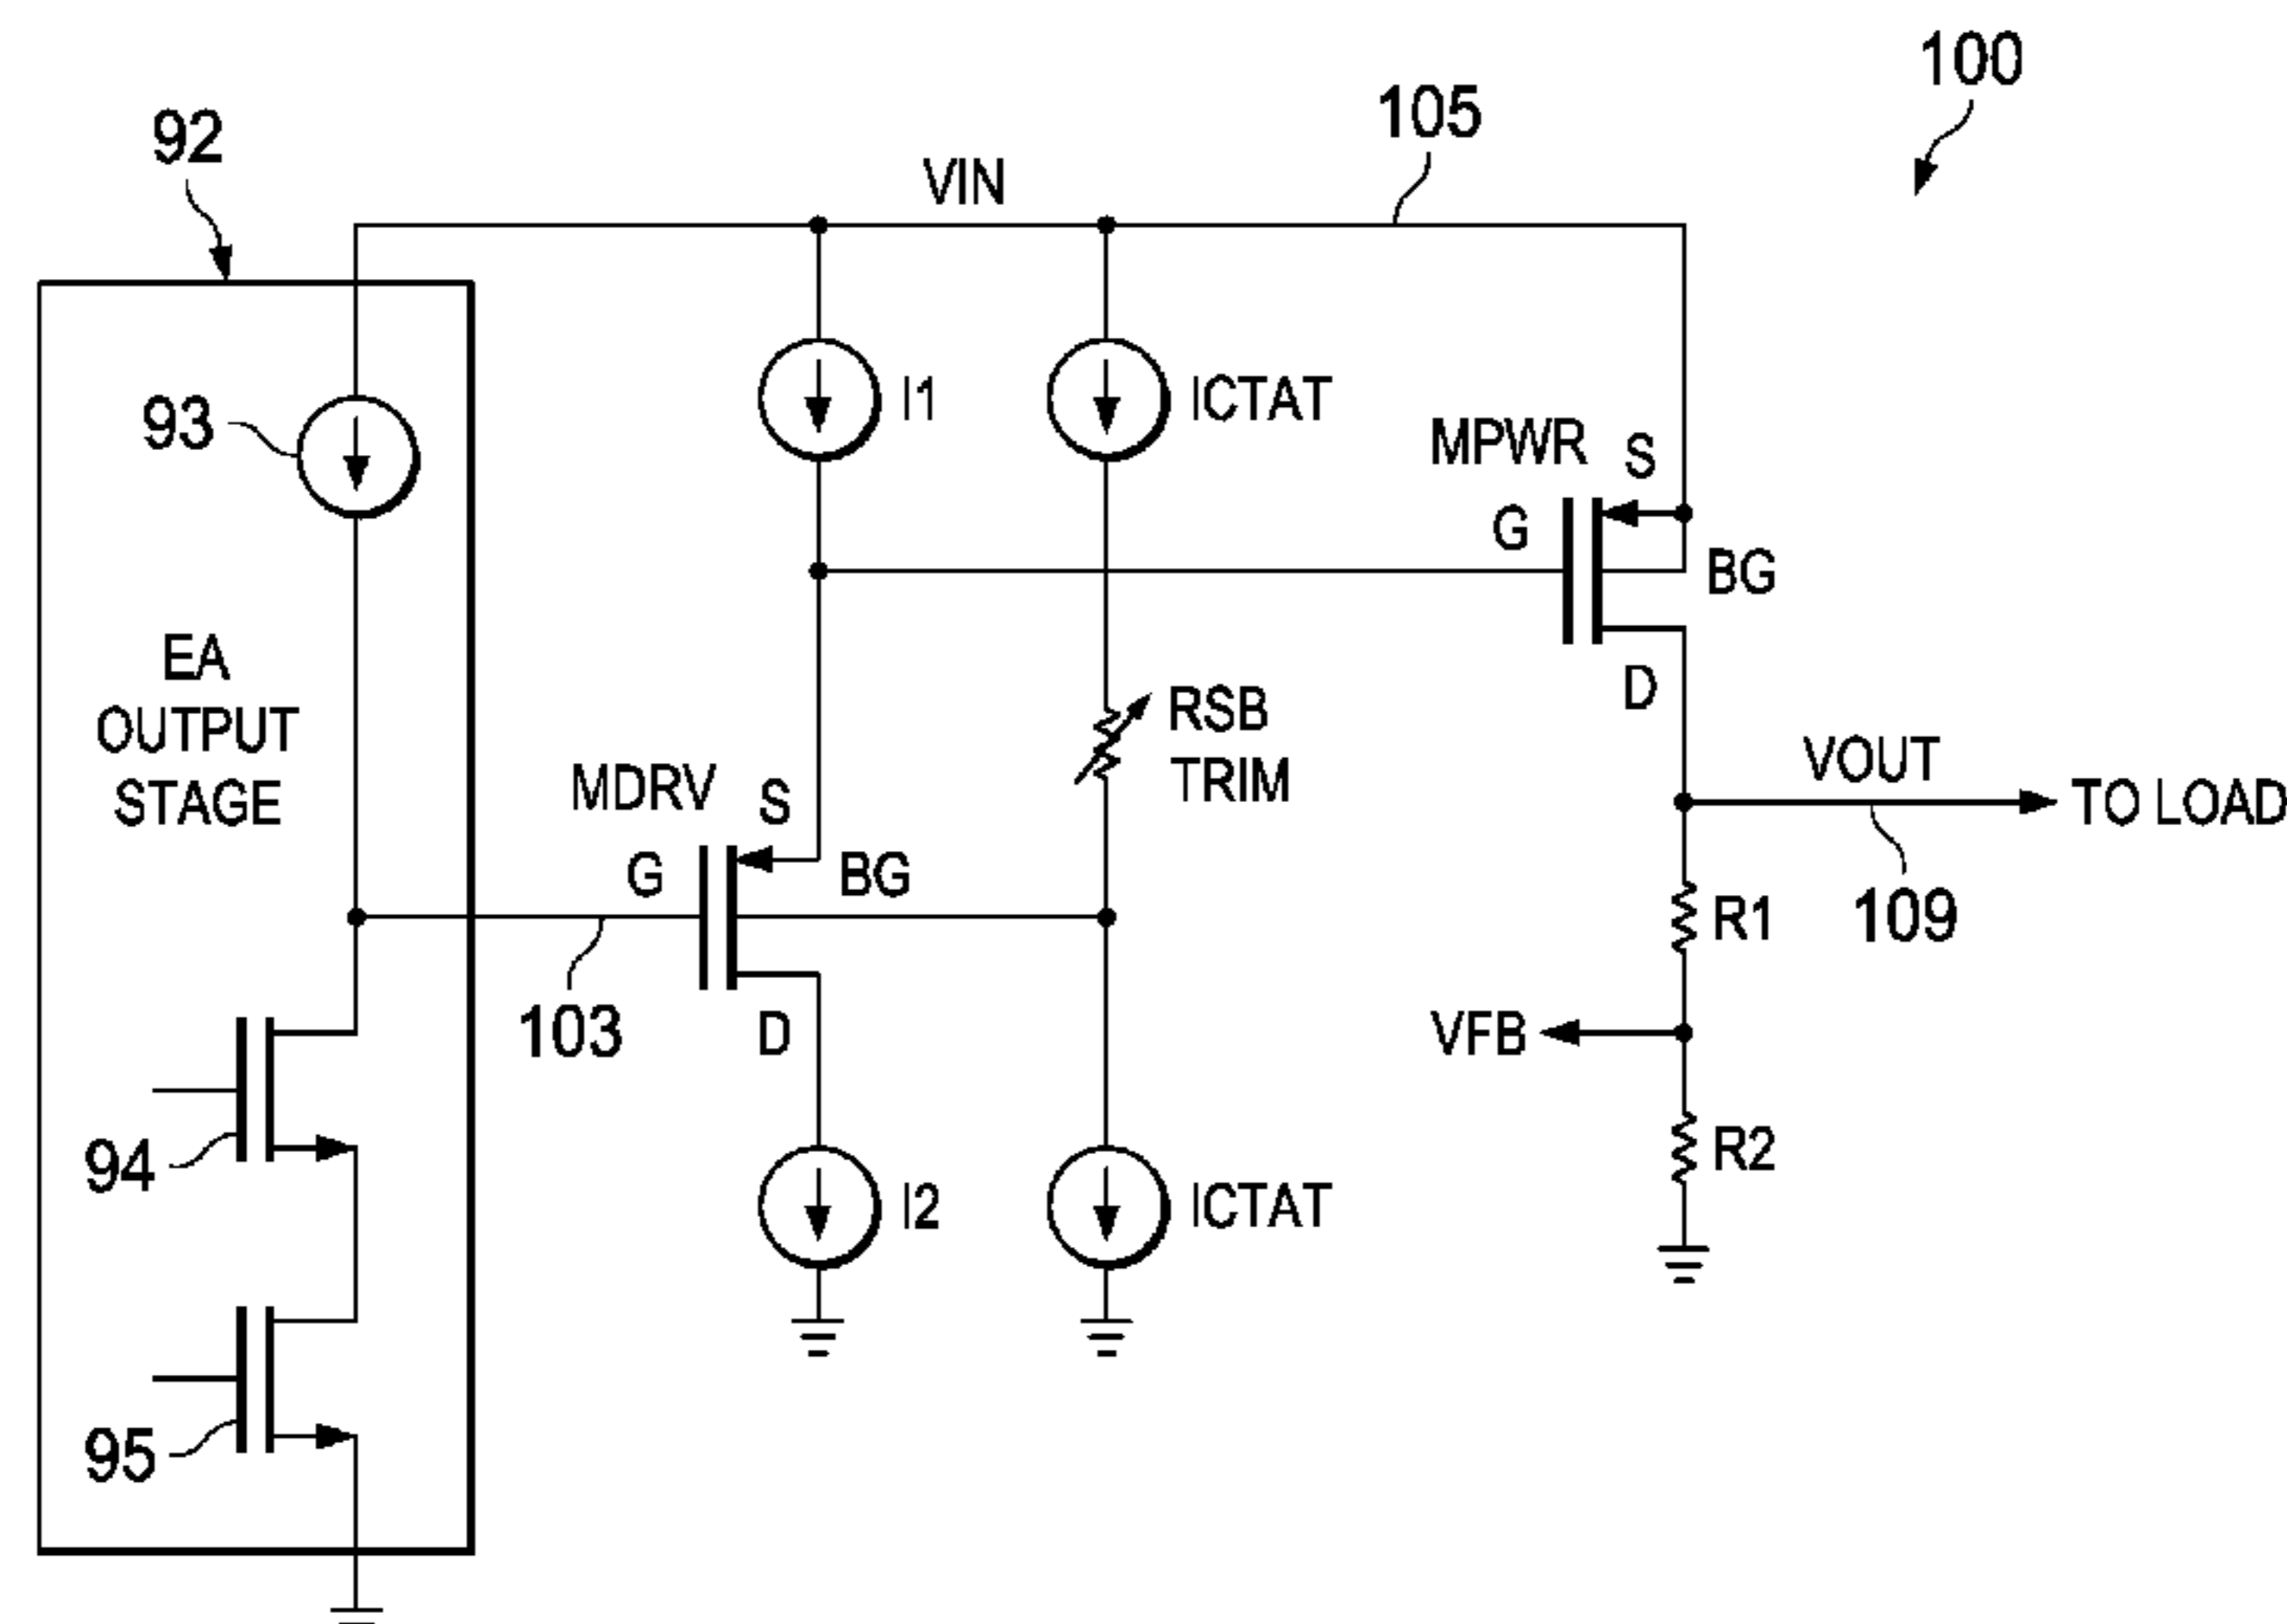 100
105
92
VIN
93
I1
ICTAT
MPWR
S
G
BG
D
EA
OUTPUT
STAGE
RSB
TRIM
MDRV
S
G
BG
D
VOUT
TO LOAD
109
R1
103
VFB
94
I2
ICTAT
R2
95